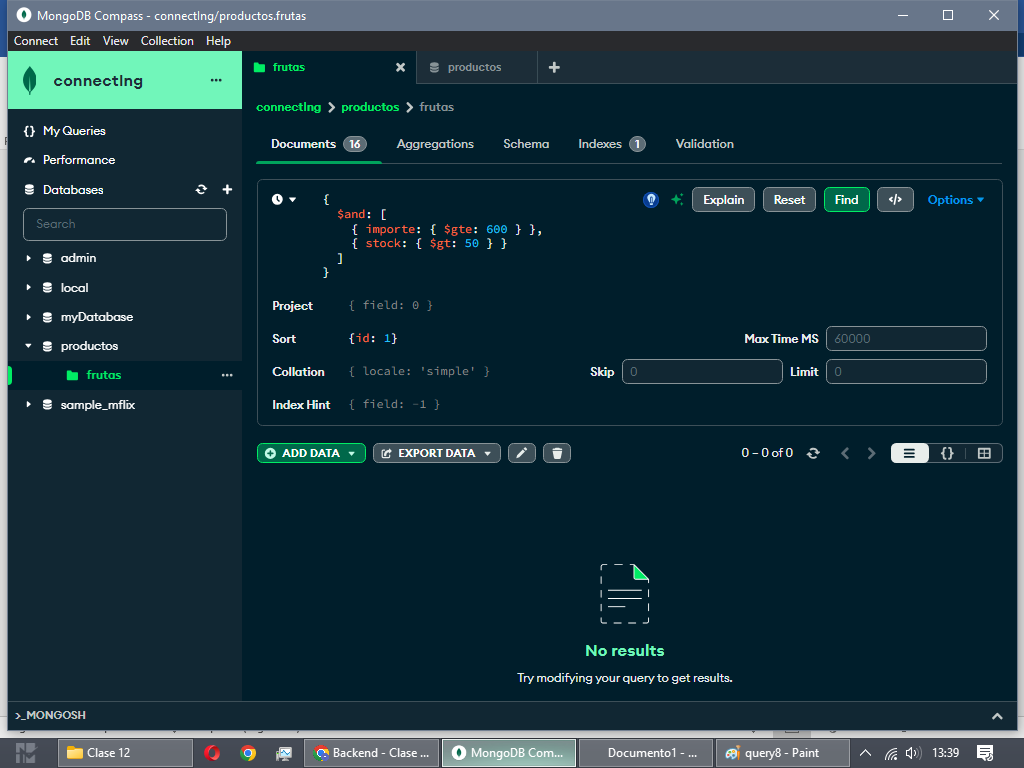 MongoDB Compass - connectIng/productos.frutas
Connect Edit View Collection Help
connectIng
···
{} My Queries
Performance
Databases
Search
admin
local
myDatabase
productos
frutas
···
sample_mflix
frutas
productos
connectIng > productos > frutas
Documents 16 Aggregations Schema Indexes 1 Validation
{
$and: [
{ importe: { $gte: 600 } },
{ stock: { $gt: 50 } }
]
}
Explain Reset Find </> Options
Project { field: 0 }
Sort {id: 1} Max Time MS 60000
Collation { locale: 'simple' } Skip 0 Limit 0
Index Hint { field: -1 }
ADD DATA EXPORT DATA 0 – 0 of 0 {}
No results
Try modifying your query to get results.
>_MONGOSH
Clase 12 Backend - Clase ... MongoDB Com... Documento1 - ... query8 - Paint 13:39